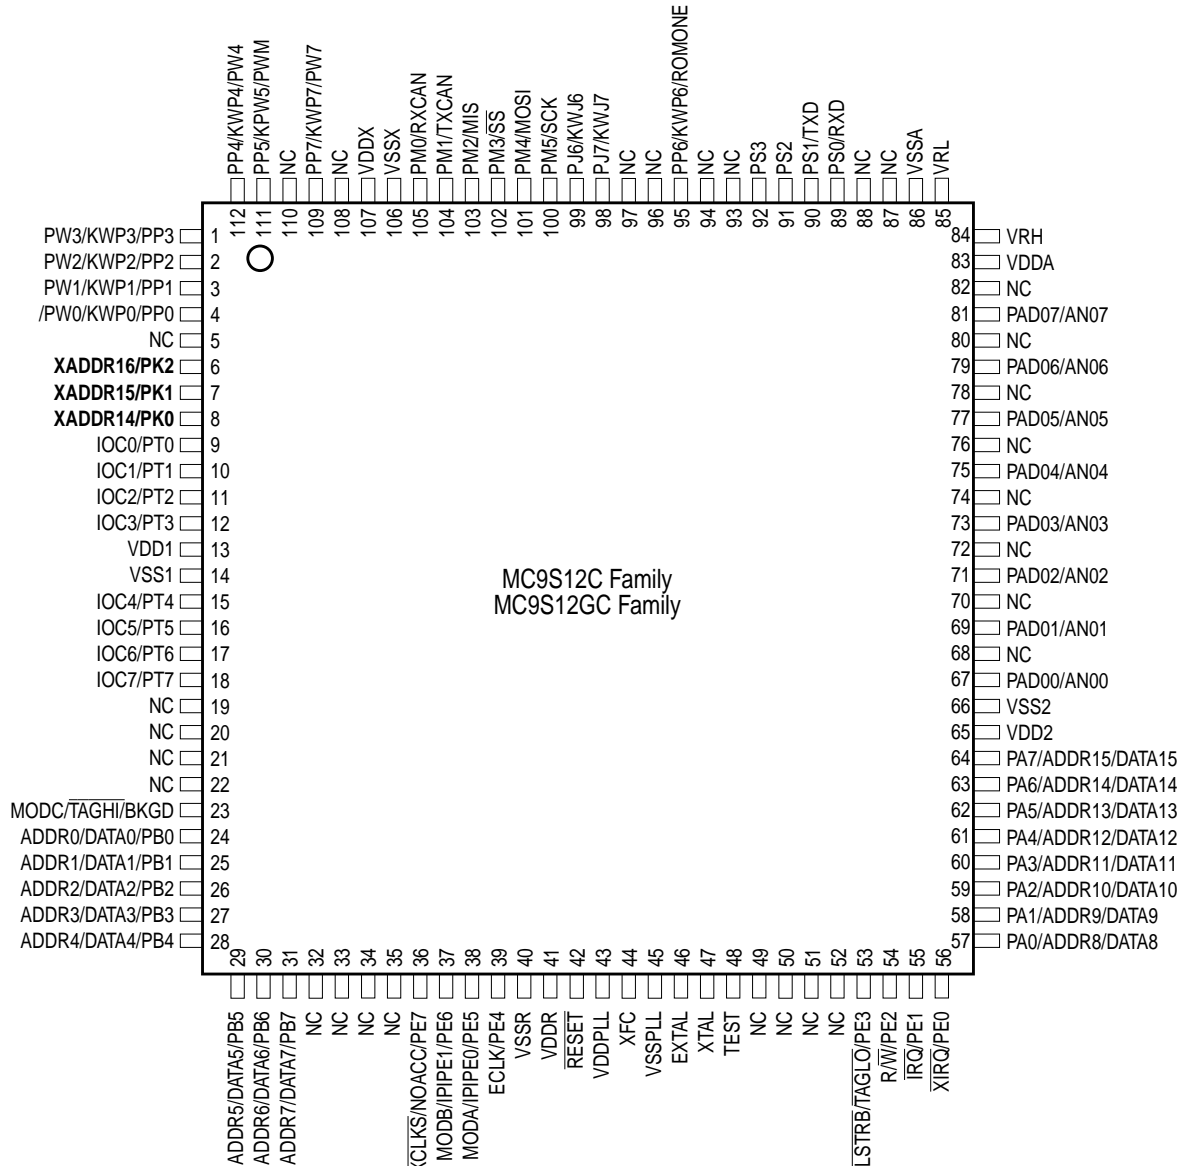 PP4/KWP4/PW4
PP5/KPW5/PWM
NC
PP7/KWP7/PW7
NC
VDDX
VSSX
PM0/RXCAN
PM1/TXCAN
PM2/MIS
PM3/SS
PM4/MOSI
PM5/SCK
PJ6/KWJ6
PJ7/KWJ7
NC
NC
PP6/KWP6/ROMONE
NC
NC
PS3
PS2
PS1/TXD
PS0/RXD
NC
NC
VSSA
VRL
112
111
110
109
108
107
106
105
104
103
102
101
100
99
98
97
96
95
94
93
92
91
90
89
88
87
86
85
PW3/KWP3/PP3 1
PW2/KWP2/PP2 2
PW1/KWP1/PP1 3
/PW0/KWP0/PP0 4
NC 5
XADDR16/PK2 6
XADDR15/PK1 7
XADDR14/PK0 8
IOC0/PT0 9
IOC1/PT1 10
IOC2/PT2 11
IOC3/PT3 12
VDD1 13
VSS1 14
IOC4/PT4 15
IOC5/PT5 16
IOC6/PT6 17
IOC7/PT7 18
NC 19
NC 20
NC 21
NC 22
MODC/TAGHI/BKGD 23
ADDR0/DATA0/PB0 24
ADDR1/DATA1/PB1 25
ADDR2/DATA2/PB2 26
ADDR3/DATA3/PB3 27
ADDR4/DATA4/PB4 28
MC9S12C Family
MC9S12GC Family
84 VRH
83 VDDA
82 NC
81 PAD07/AN07
80 NC
79 PAD06/AN06
78 NC
77 PAD05/AN05
76 NC
75 PAD04/AN04
74 NC
73 PAD03/AN03
72 NC
71 PAD02/AN02
70 NC
69 PAD01/AN01
68 NC
67 PAD00/AN00
66 VSS2
65 VDD2
64 PA7/ADDR15/DATA15
63 PA6/ADDR14/DATA14
62 PA5/ADDR13/DATA13
61 PA4/ADDR12/DATA12
60 PA3/ADDR11/DATA11
59 PA2/ADDR10/DATA10
58 PA1/ADDR9/DATA9
57 PA0/ADDR8/DATA8
29
30
31
32
33
34
35
36
37
38
39
40
41
42
43
44
45
46
47
48
49
50
51
52
53
54
55
56
ADDR5/DATA5/PB5
ADDR6/DATA6/PB6
ADDR7/DATA7/PB7
NC
NC
NC
NC
XCLKS/NOACC/PE7
MODB/IPIPE1/PE6
MODA/IPIPE0/PE5
ECLK/PE4
VSSR
VDDR
RESET
VDDPLL
XFC
VSSPLL
EXTAL
XTAL
TEST
NC
NC
NC
NC
LSTRB/TAGLO/PE3
R/W/PE2
IRQ/PE1
XIRQ/PE0